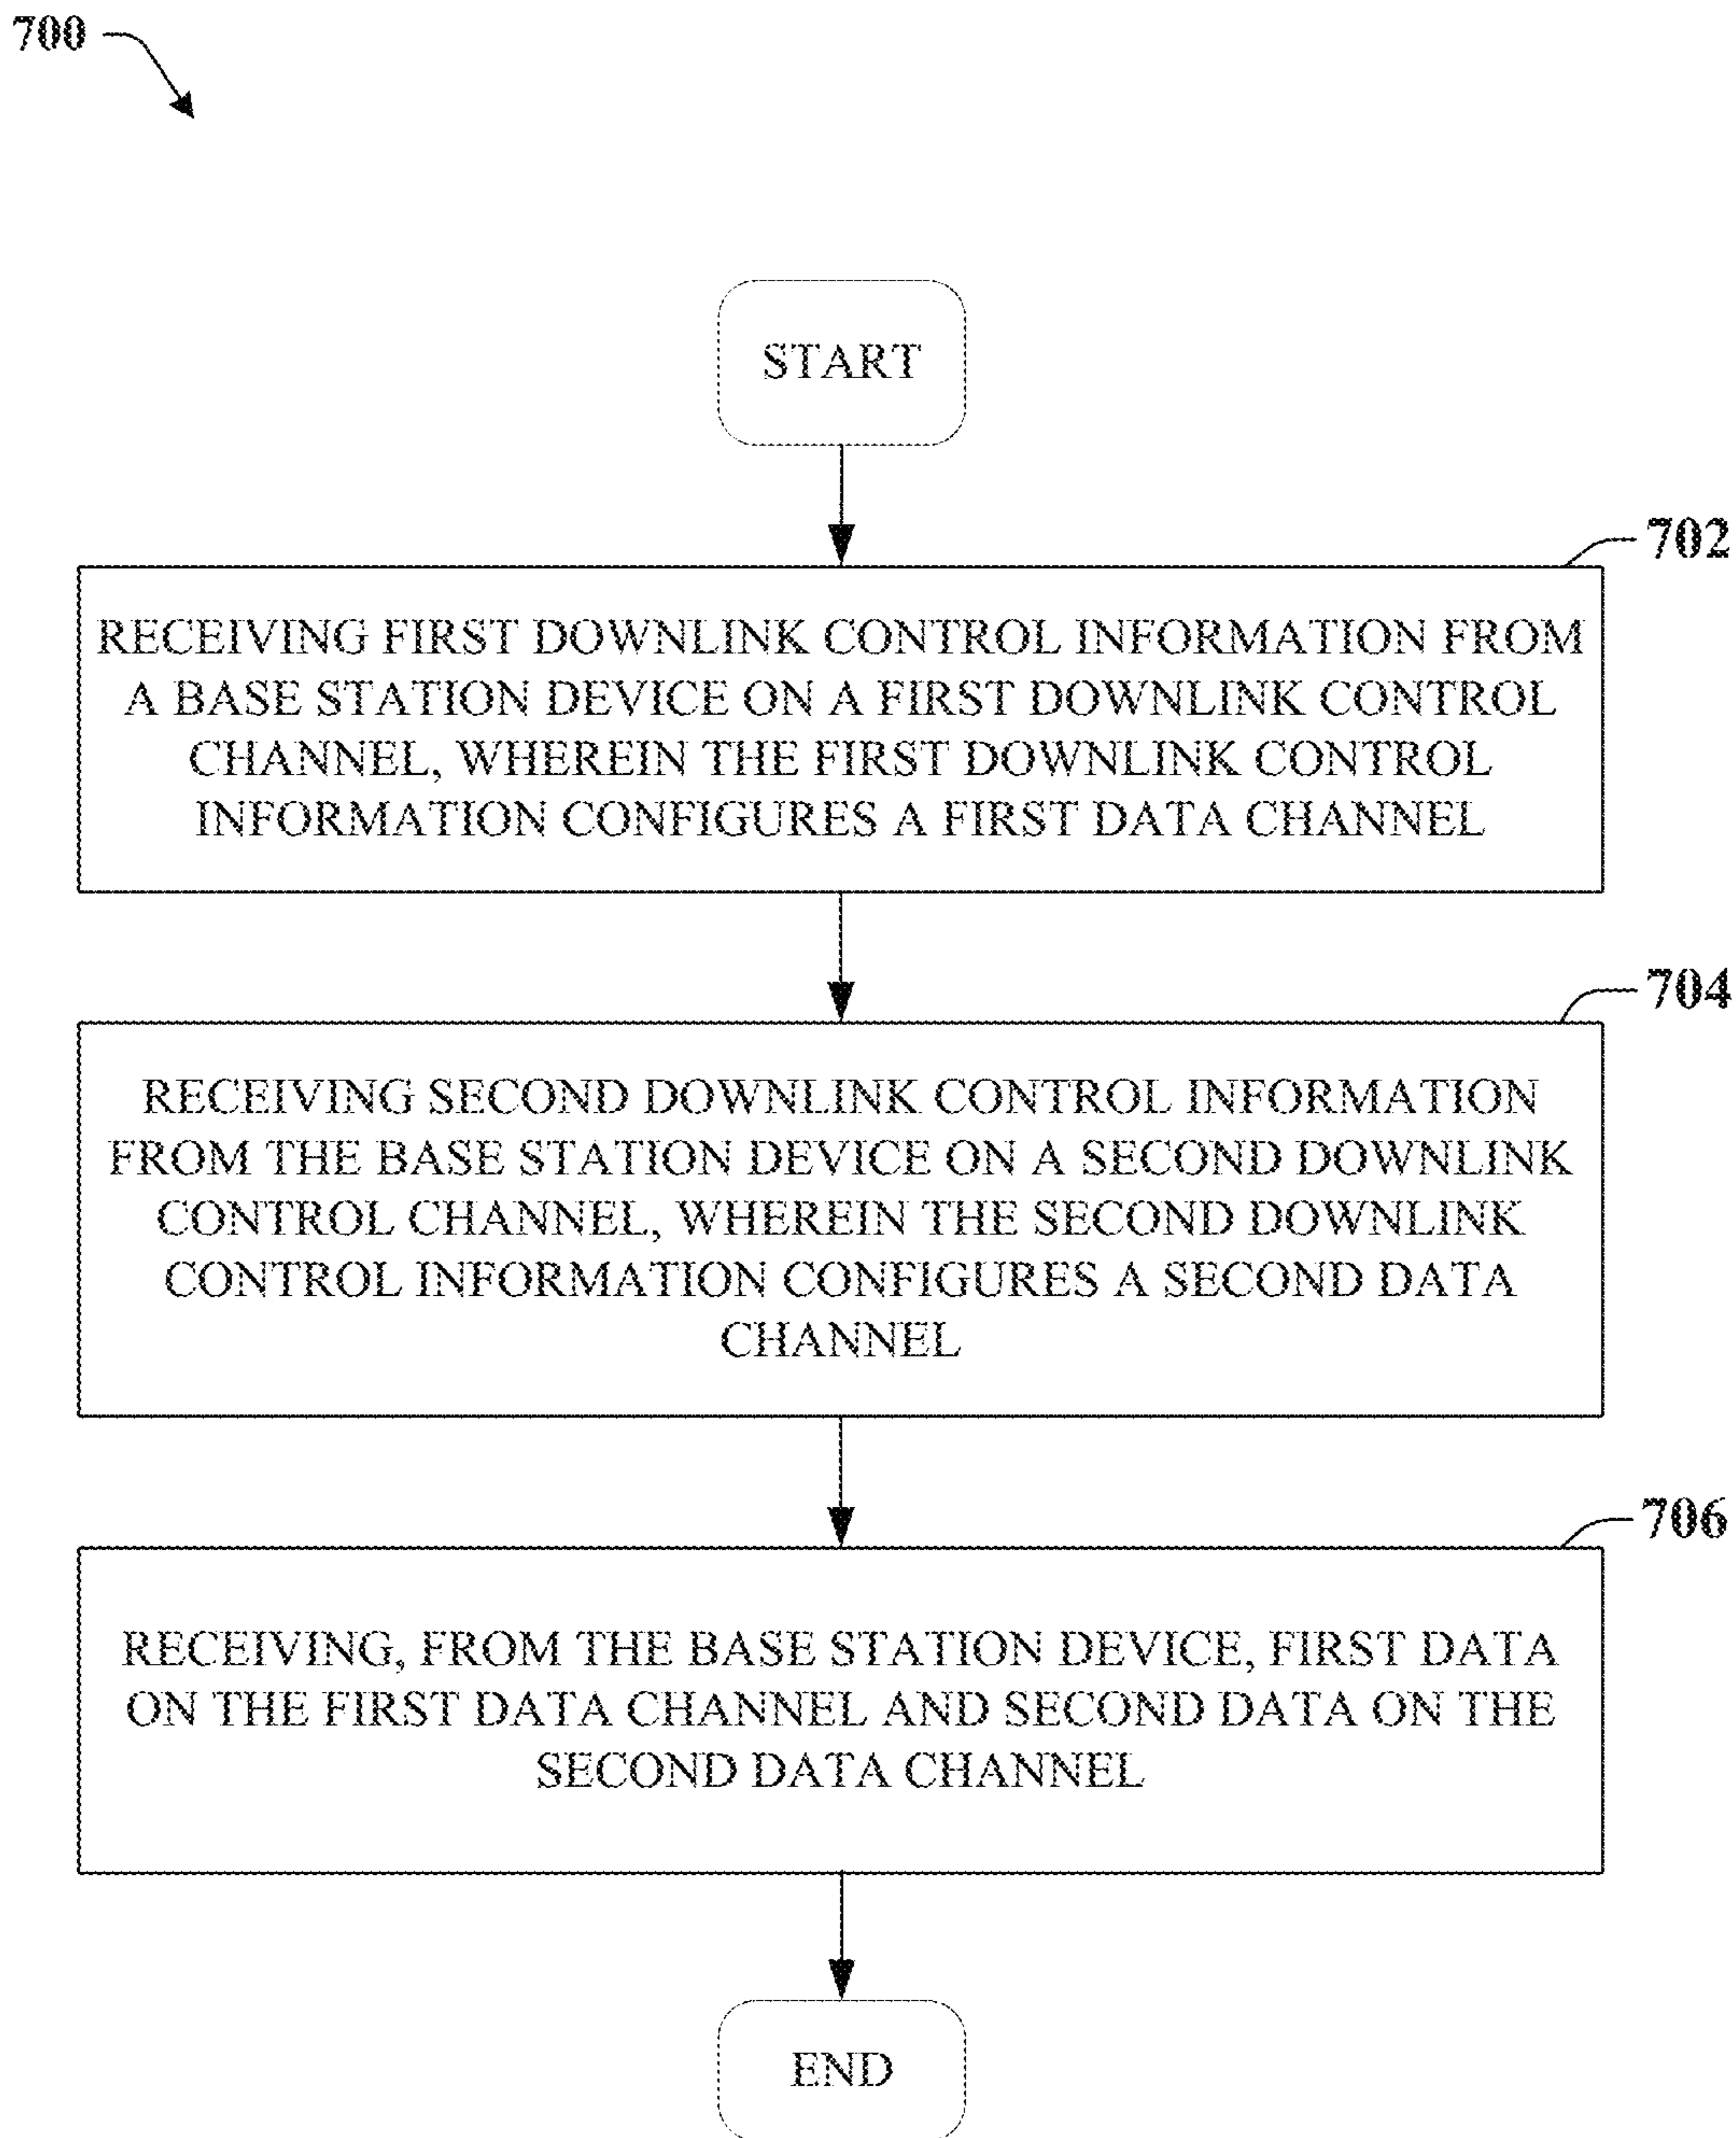 700
START
702
RECEIVING FIRST DOWNLINK CONTROL INFORMATION FROM
A BASE STATION DEVICE ON A FIRST DOWNLINK CONTROL
CHANNEL, WHEREIN THE FIRST DOWNLINK CONTROL
INFORMATION CONFIGURES A FIRST DATA CHANNEL
704
RECEIVING SECOND DOWNLINK CONTROL INFORMATION
FROM THE BASE STATION DEVICE ON A SECOND DOWNLINK
CONTROL CHANNEL, WHEREIN THE SECOND DOWNLINK
CONTROL INFORMATION CONFIGURES A SECOND DATA
CHANNEL
706
RECEIVING, FROM THE BASE STATION DEVICE, FIRST DATA
ON THE FIRST DATA CHANNEL AND SECOND DATA ON THE
SECOND DATA CHANNEL
END